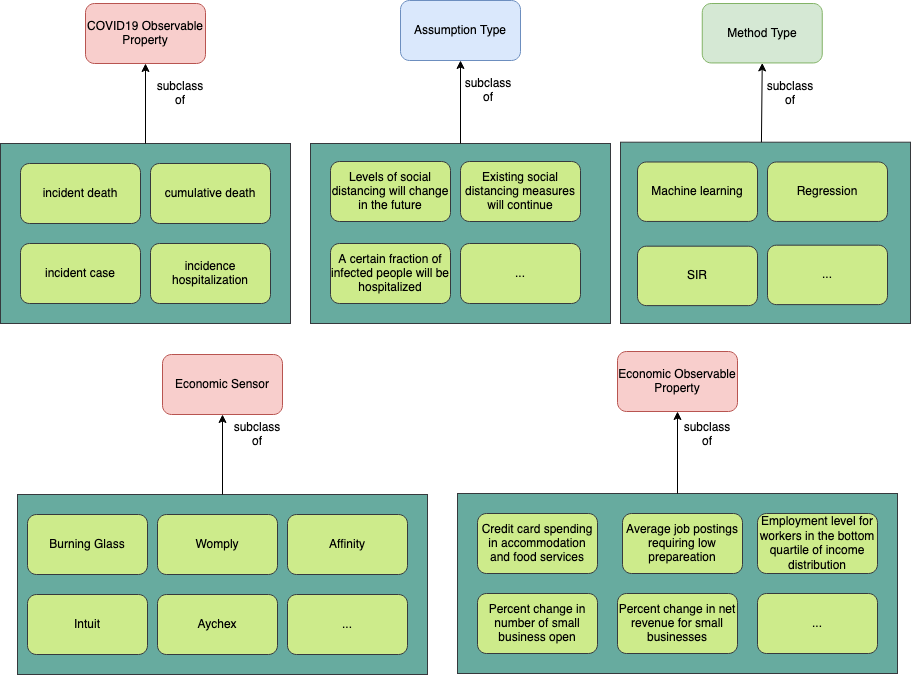 COVID19 Observable
Property
Assumption Type
Method Type
subclass
of
subclass
of
subclass
of
incident death
cumulative death
incident case
incidence
hospitalization
Levels of social
distancing will change
in the future
Existing social
distancing measures
will continue
A certain fraction of
infected people will be
hospitalized
...
Machine learning
Regression
SIR
...
Economic Sensor
subclass
of
Burning Glass
Womply
Affinity
Intuit
Aychex
...
Economic Observable
Property
subclass
of
Credit card spending
in accommodation
and food services
Average job postings
requiring low
prepareation
Employment level for
workers in the bottom
quartile of income
distribution
Percent change in
number of small
business open
Percent change in net
revenue for small
businesses
...